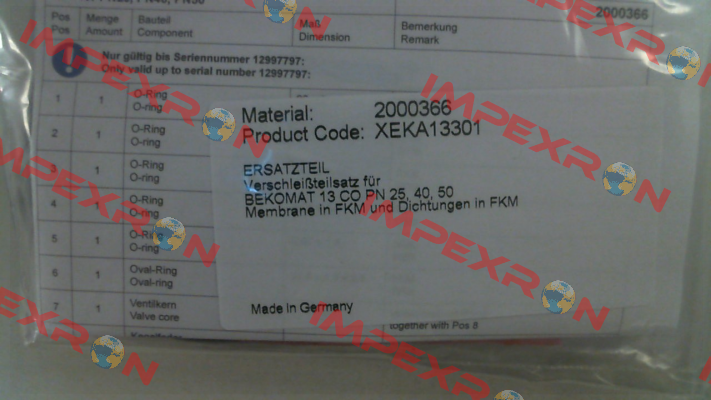 2000366
Pos Menge Bauteil Maß Bemerkung
Pos Amount Component Dimension Remark
Nur gültig bis Seriennummer 12997797:
Only valid up to serial number 12997797:
1 1 O-Ring
O-ring
2 1 O-Ring
O-ring
1 O-Ring
O-ring
4 1 O-Ring
O-ring
5 1 O-Ring
O-ring
6 1 Oval-Ring
Oval-ring
7 1 Ventilkern
Valve core
together with Pos 8
Material: 2000366
Product Code: XEKA13301
ERSATZTEIL
Verschleißteilsatz für
BEKOMAT 13 CO PN 25, 40, 50
Membrane in FKM und Dichtungen in FKM
Made in Germany
IMPEXRON
IMPEXRON
IMPEXRON
IMPEXRON
IMPEXRON
IMPEXRON